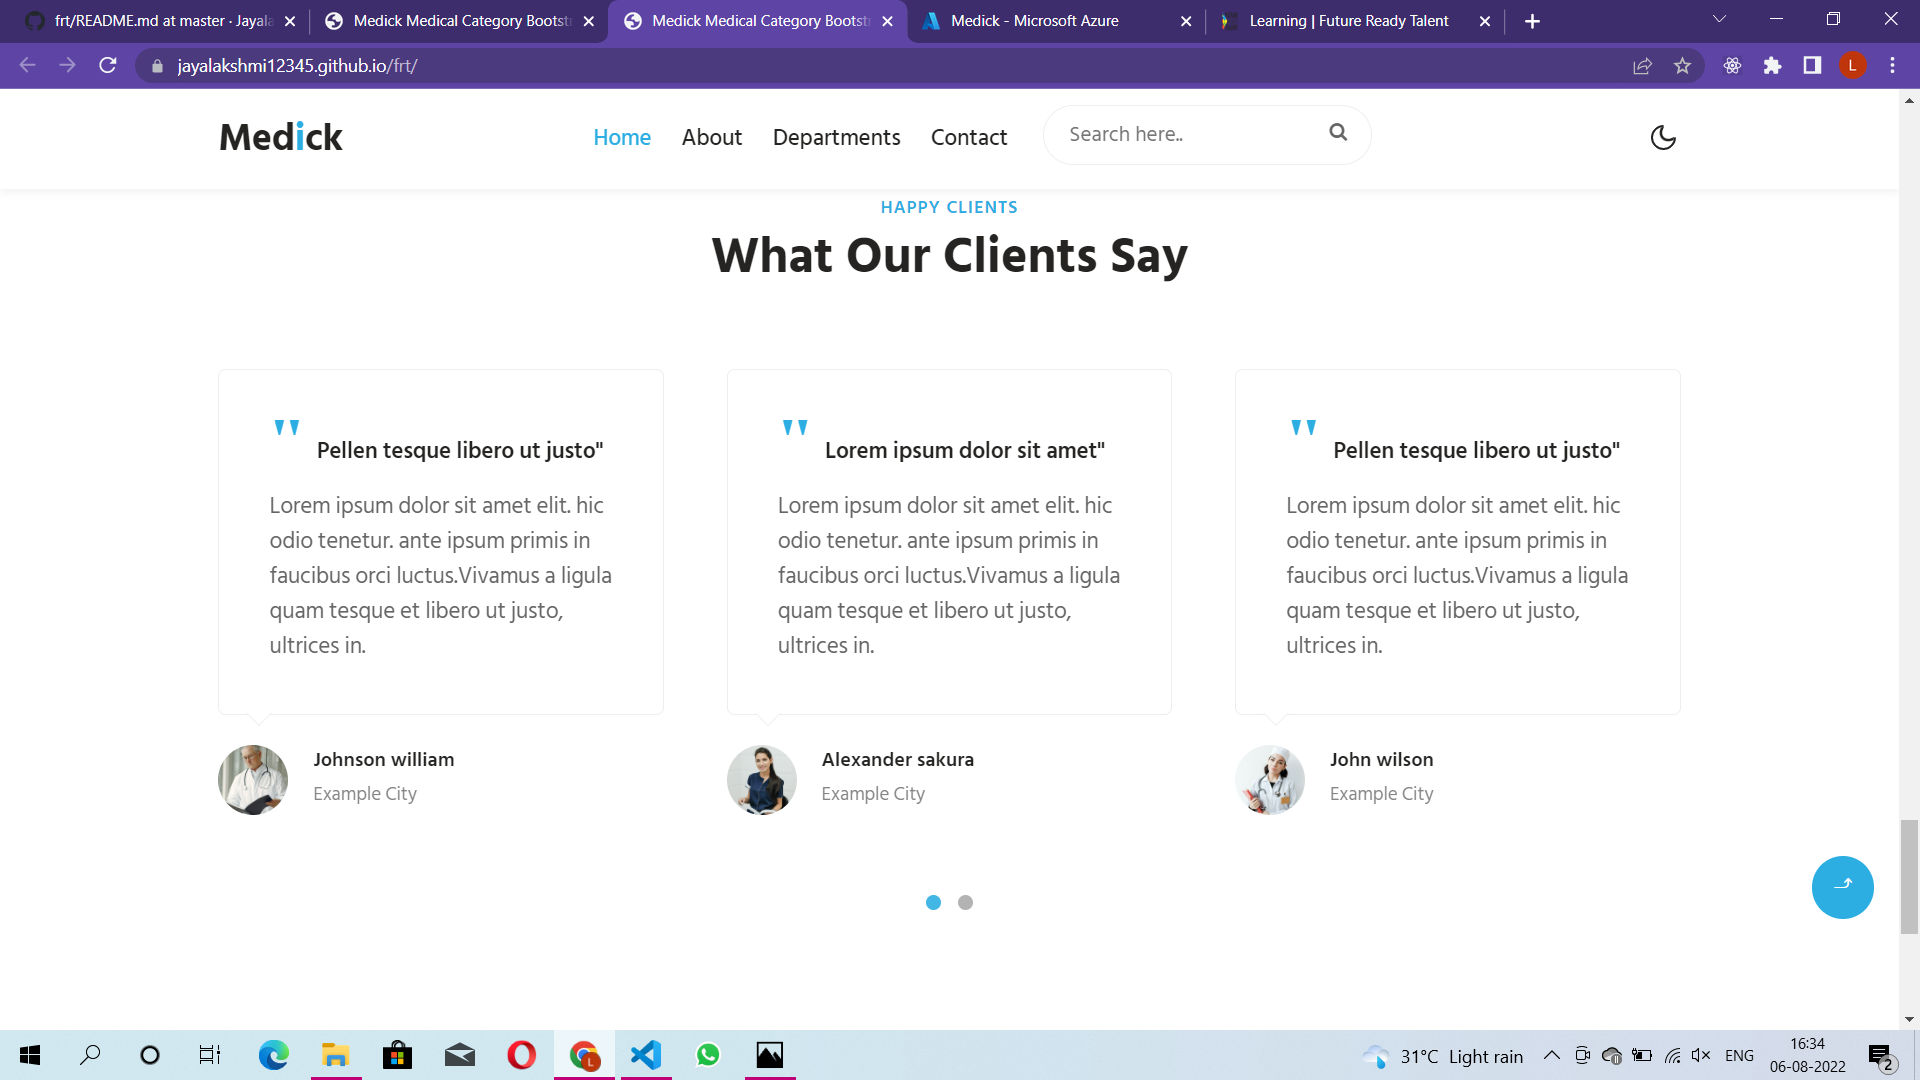 frt/README.md at master · Jayala
Medick Medical Category Bootst
Medick Medical Category Bootst
Medick - Microsoft Azure
Learning | Future Ready Talent
jayalakshmi12345.github.io/frt/
L
Medick
Home
About
Departments
Contact
Search here..
HAPPY CLIENTS
What Our Clients Say
" Pellen tesque libero ut justo"
Lorem ipsum dolor sit amet elit. hic
odio tenetur. ante ipsum primis in
faucibus orci luctus.Vivamus a ligula
quam tesque et libero ut justo,
ultrices in.
Johnson william
Example City
" Lorem ipsum dolor sit amet"
Lorem ipsum dolor sit amet elit. hic
odio tenetur. ante ipsum primis in
faucibus orci luctus.Vivamus a ligula
quam tesque et libero ut justo,
ultrices in.
Alexander sakura
Example City
" Pellen tesque libero ut justo"
Lorem ipsum dolor sit amet elit. hic
odio tenetur. ante ipsum primis in
faucibus orci luctus.Vivamus a ligula
quam tesque et libero ut justo,
ultrices in.
John wilson
Example City
L
31°C Light rain
ENG
16:34
06-08-2022
2